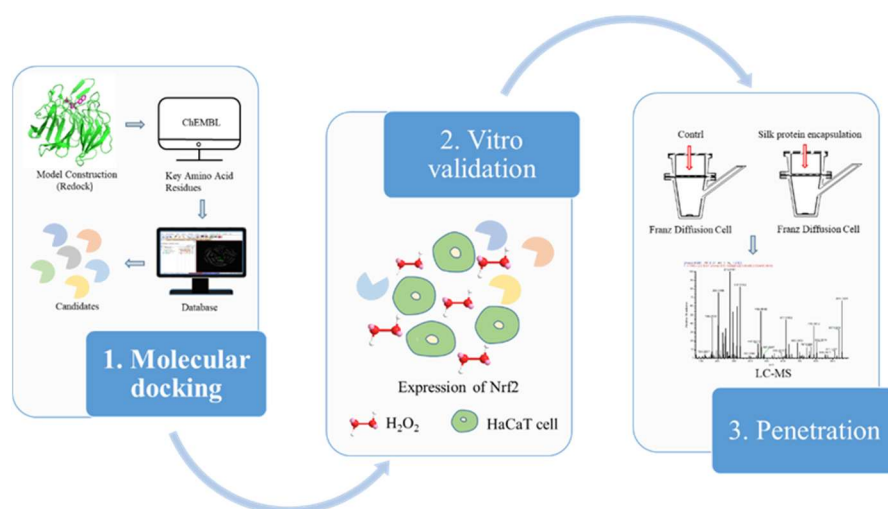 ChEMBL
Model Construction
(Redock)
Key Amino Acid
Residues
Candidates
Database
1. Molecular
docking
2. Vitro
validation
Expression of Nrf2
H2O2
HaCaT cell
Contrl
Silk protein encapsulation
Franz Diffusion Cell
Franz Diffusion Cell
LC-MS
3. Penetration